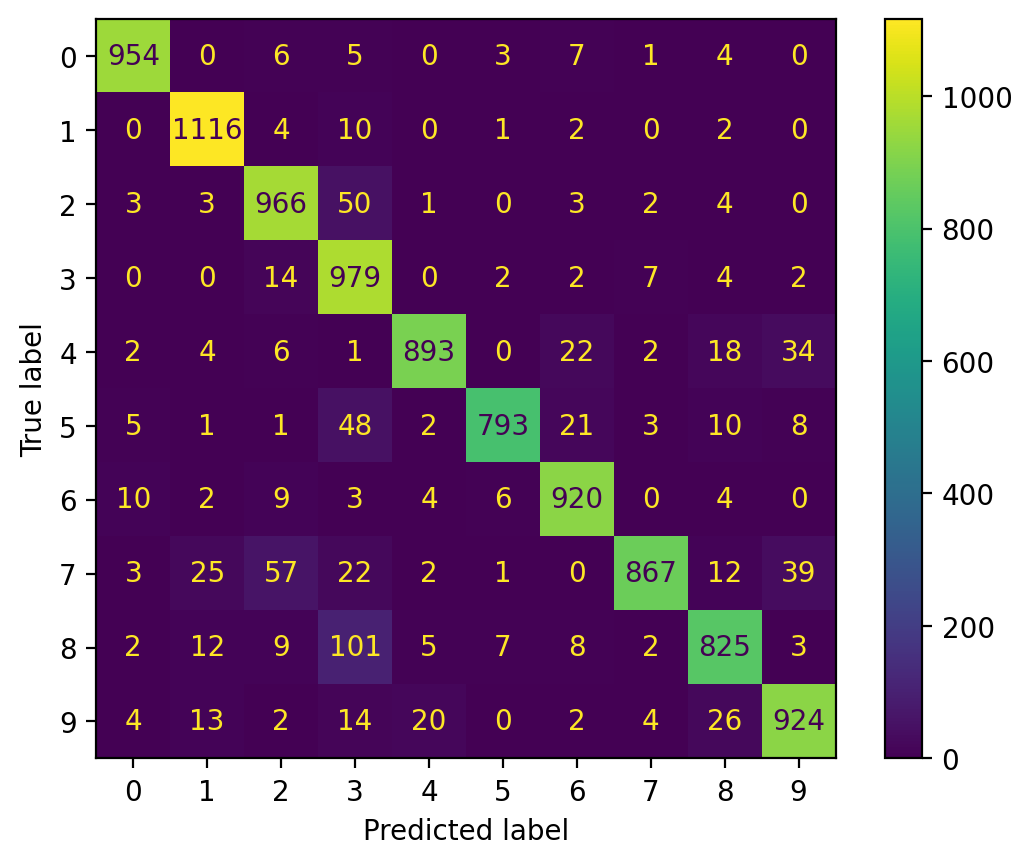 0 954 0 6 5 0 3 7 1 4 0
1 0 1116 4 10 0 1 2 0 2 0
2 3 3 966 50 1 0 3 2 4 0
3 0 0 14 979 0 2 2 7 4 2
4 2 4 6 1 893 0 22 2 18 34
5 5 1 1 48 2 793 21 3 10 8
6 10 2 9 3 4 6 920 0 4 0
7 3 25 57 22 2 1 0 867 12 39
8 2 12 9 101 5 7 8 2 825 3
9 4 13 2 14 20 0 2 4 26 924
0 1 2 3 4 5 6 7 8 9
Predicted label
True label
1000
800
600
400
200
0